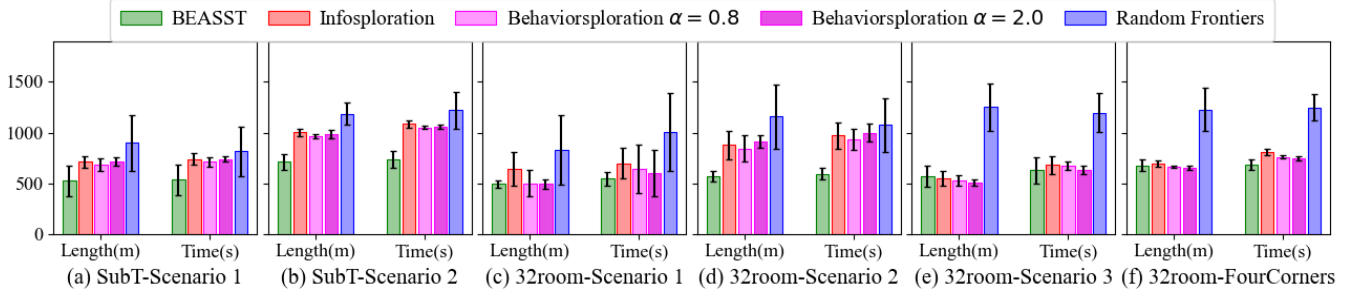 BEASST Infosploration Behaviorsploration α = 0.8 Behaviorsploration α = 2.0 Random Frontiers
1500
1000
500
0
Length(m) Time(s) Length(m) Time(s) Length(m) Time(s) Length(m) Time(s) Length(m) Time(s) Length(m) Time(s)
(a) SubT-Scenario 1 (b) SubT-Scenario 2 (c) 32room-Scenario 1 (d) 32room-Scenario 2 (e) 32room-Scenario 3 (f) 32room-FourCorners